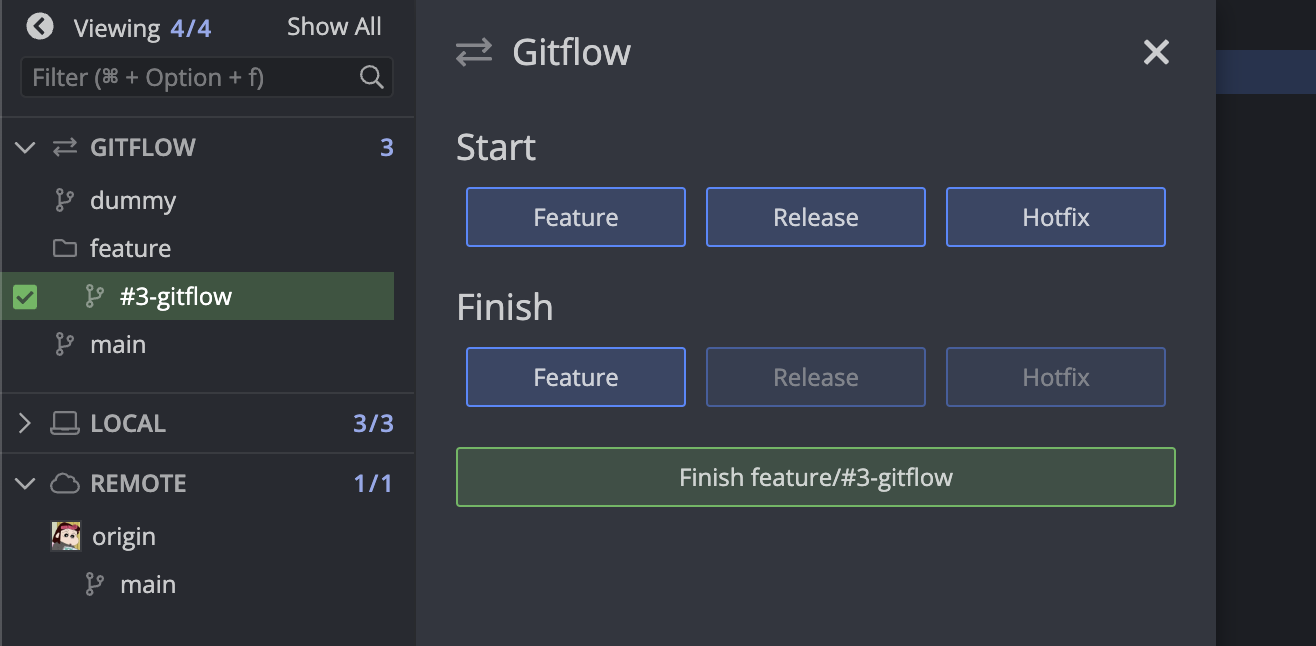 Viewing 4/4 Show All
Filter (⌘ + Option + f)
GITFLOW 3
dummy
feature
#3-gitflow
main
LOCAL 3/3
REMOTE 1/1
origin
main
Gitflow
Start
Feature Release Hotfix
Finish
Feature Release Hotfix
Finish feature/#3-gitflow